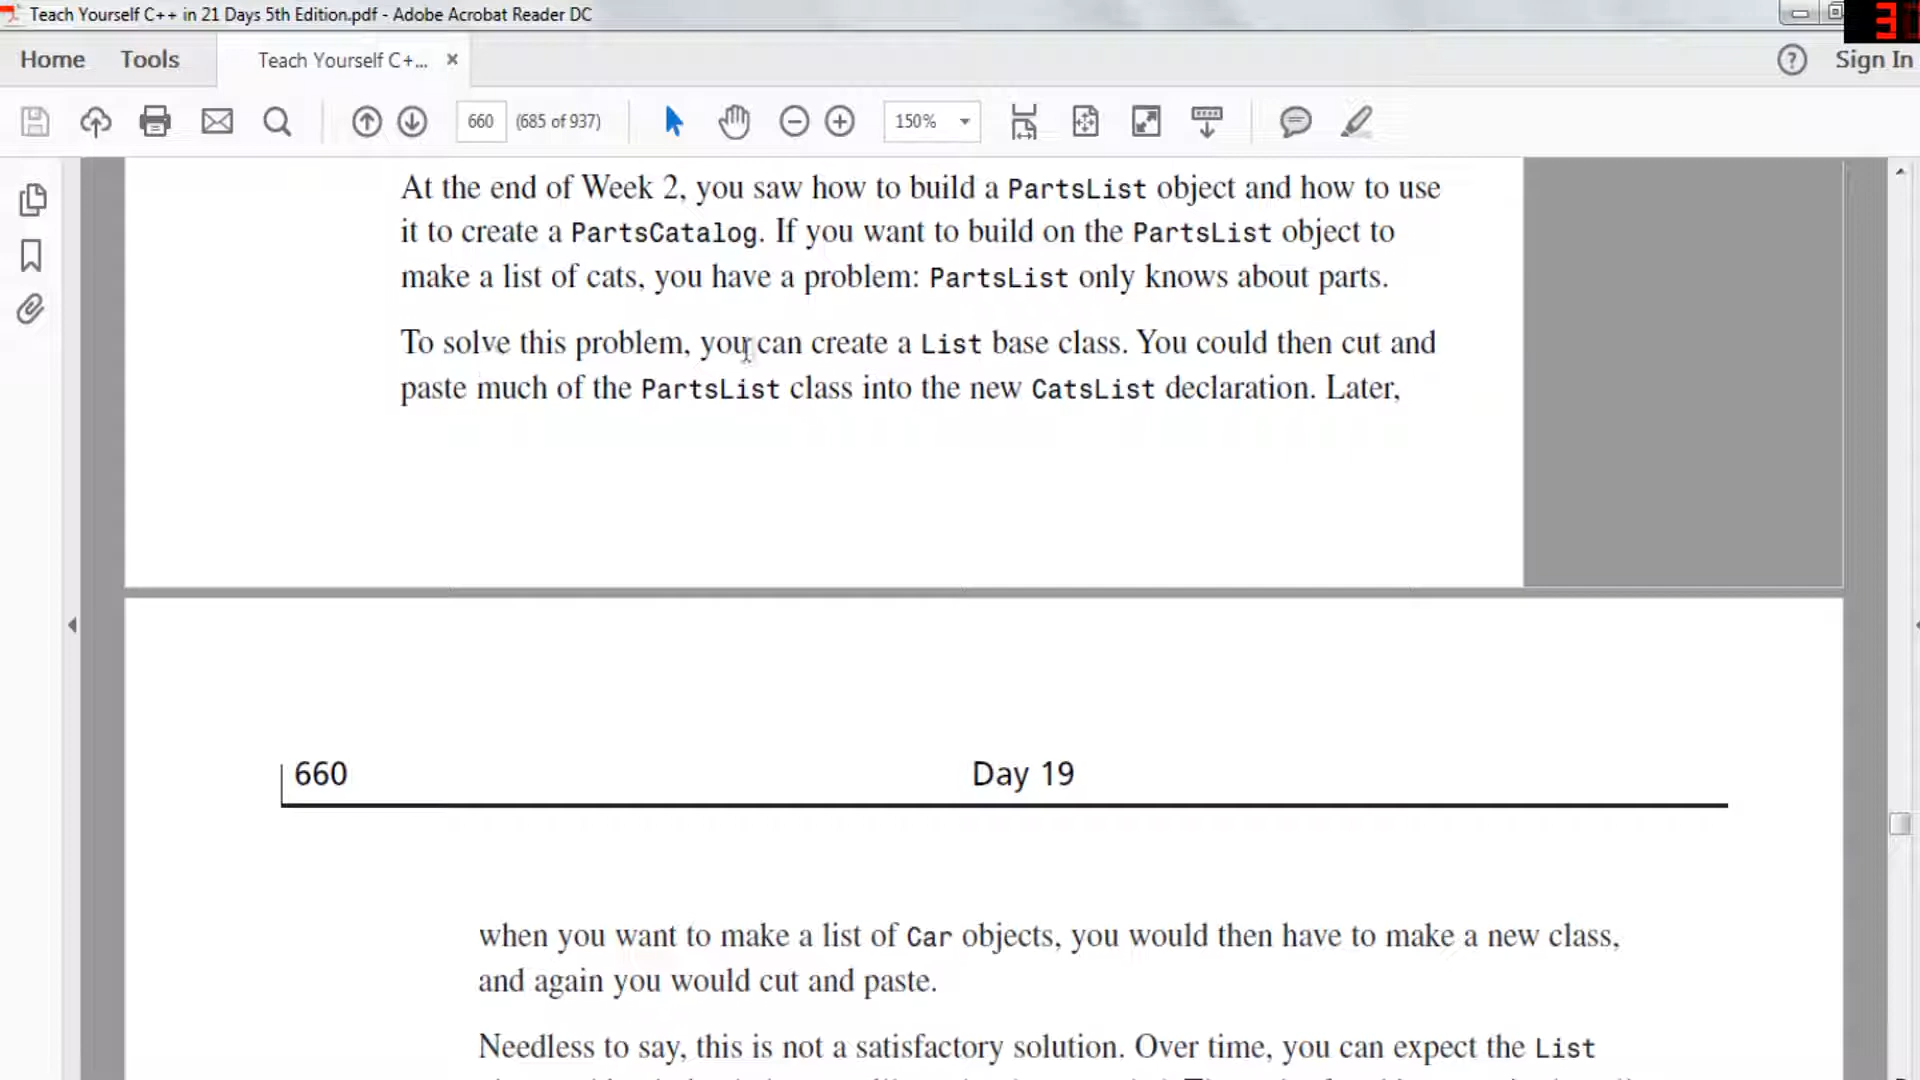 Teach Yourself C++ in 21 Days 5th Edition.pdf - Adobe Acrobat Reader DC
Home Tools Teach Yourself C+... Sign In
660 (685 of 937) 150%
At the end of Week 2, you saw how to build a PartsList object and how to use
it to create a PartsCatalog. If you want to build on the PartsList object to
make a list of cats, you have a problem: PartsList only knows about parts.
To solve this problem, you can create a List base class. You could then cut and
paste much of the PartsList class into the new CatsList declaration. Later,
660 Day 19
when you want to make a list of Car objects, you would then have to make a new class,
and again you would cut and paste.
Needless to say, this is not a satisfactory solution. Over time, you can expect the List